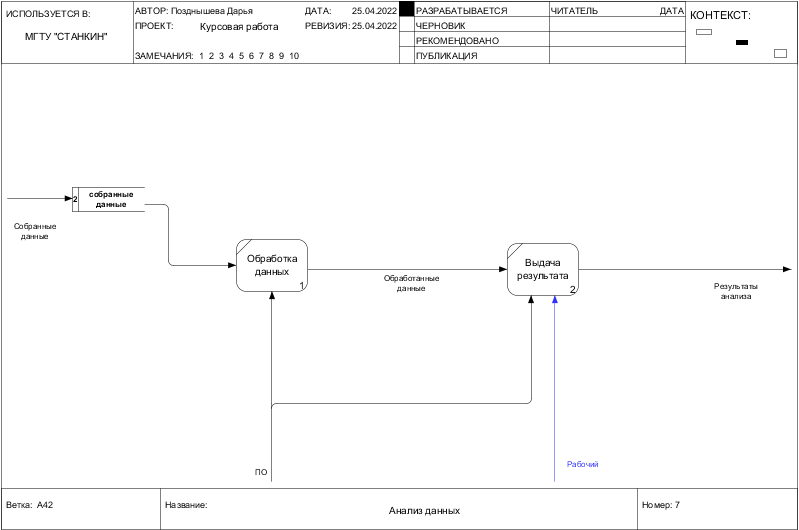 ИСПОЛЬЗУЕТСЯ В:
МГТУ "СТАНКИН"
АВТОР: Позднышева Дарья
ДАТА: 25.04.2022
ПРОЕКТ: Курсовая работа
РЕВИЗИЯ: 25.04.2022
ЗАМЕЧАНИЯ: 1 2 3 4 5 6 7 8 9 10
РАЗРАБАТЫВАЕТСЯ
ЧЕРНОВИК
РЕКОМЕНДОВАНО
ПУБЛИКАЦИЯ
ЧИТАТЕЛЬ ДАТА
КОНТЕКСТ:
2
собранные
данные
Собранные
данные
Обработка
данных
1
Обработанные
данные
Выдача
результата
2
Результаты
анализа
ПО
Рабочий
Ветка: A42
Название:
Анализ данных
Номер: 7